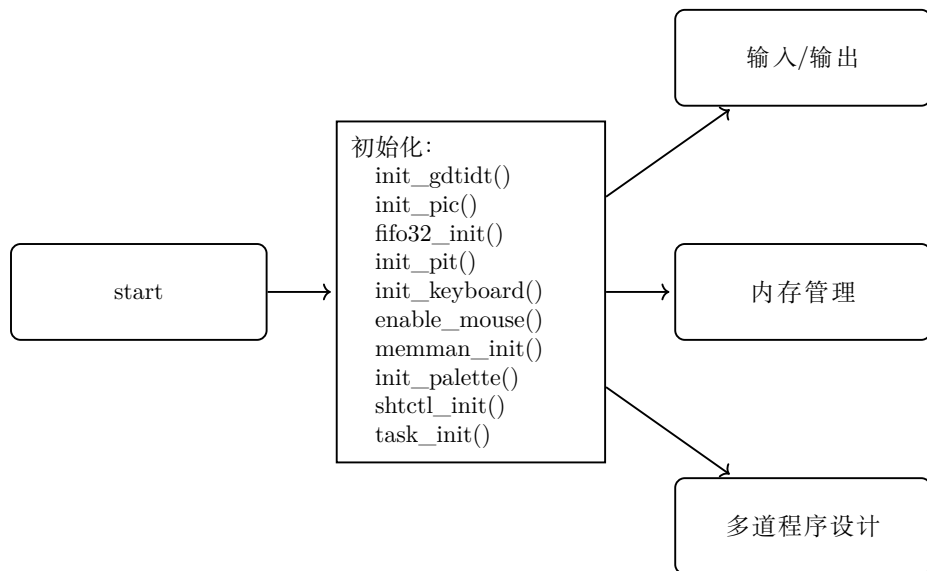 start
初始化:
init_gdtidt()
init_pic()
fifo32_init()
init_pit()
init_keyboard()
enable_mouse()
memman_init()
init_palette()
shtctl_init()
task_init()
输入/输出
内存管理
多道程序设计